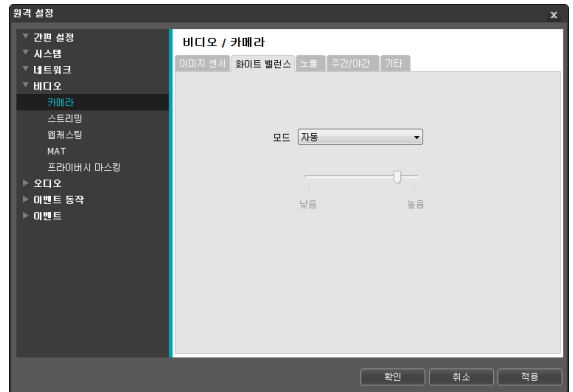 원격 설정
x
간편 설정
시스템
네트워크
비디오
카메라
스트리밍
웹캐스팅
MAT
프라이버시 마스킹
오디오
이벤트 동작
이벤트
비디오 / 카메라
이미지 센서 화이트 밸런스 노출 주간/야간 기타
모드 자동
낮음 높음
확인 취소 적용